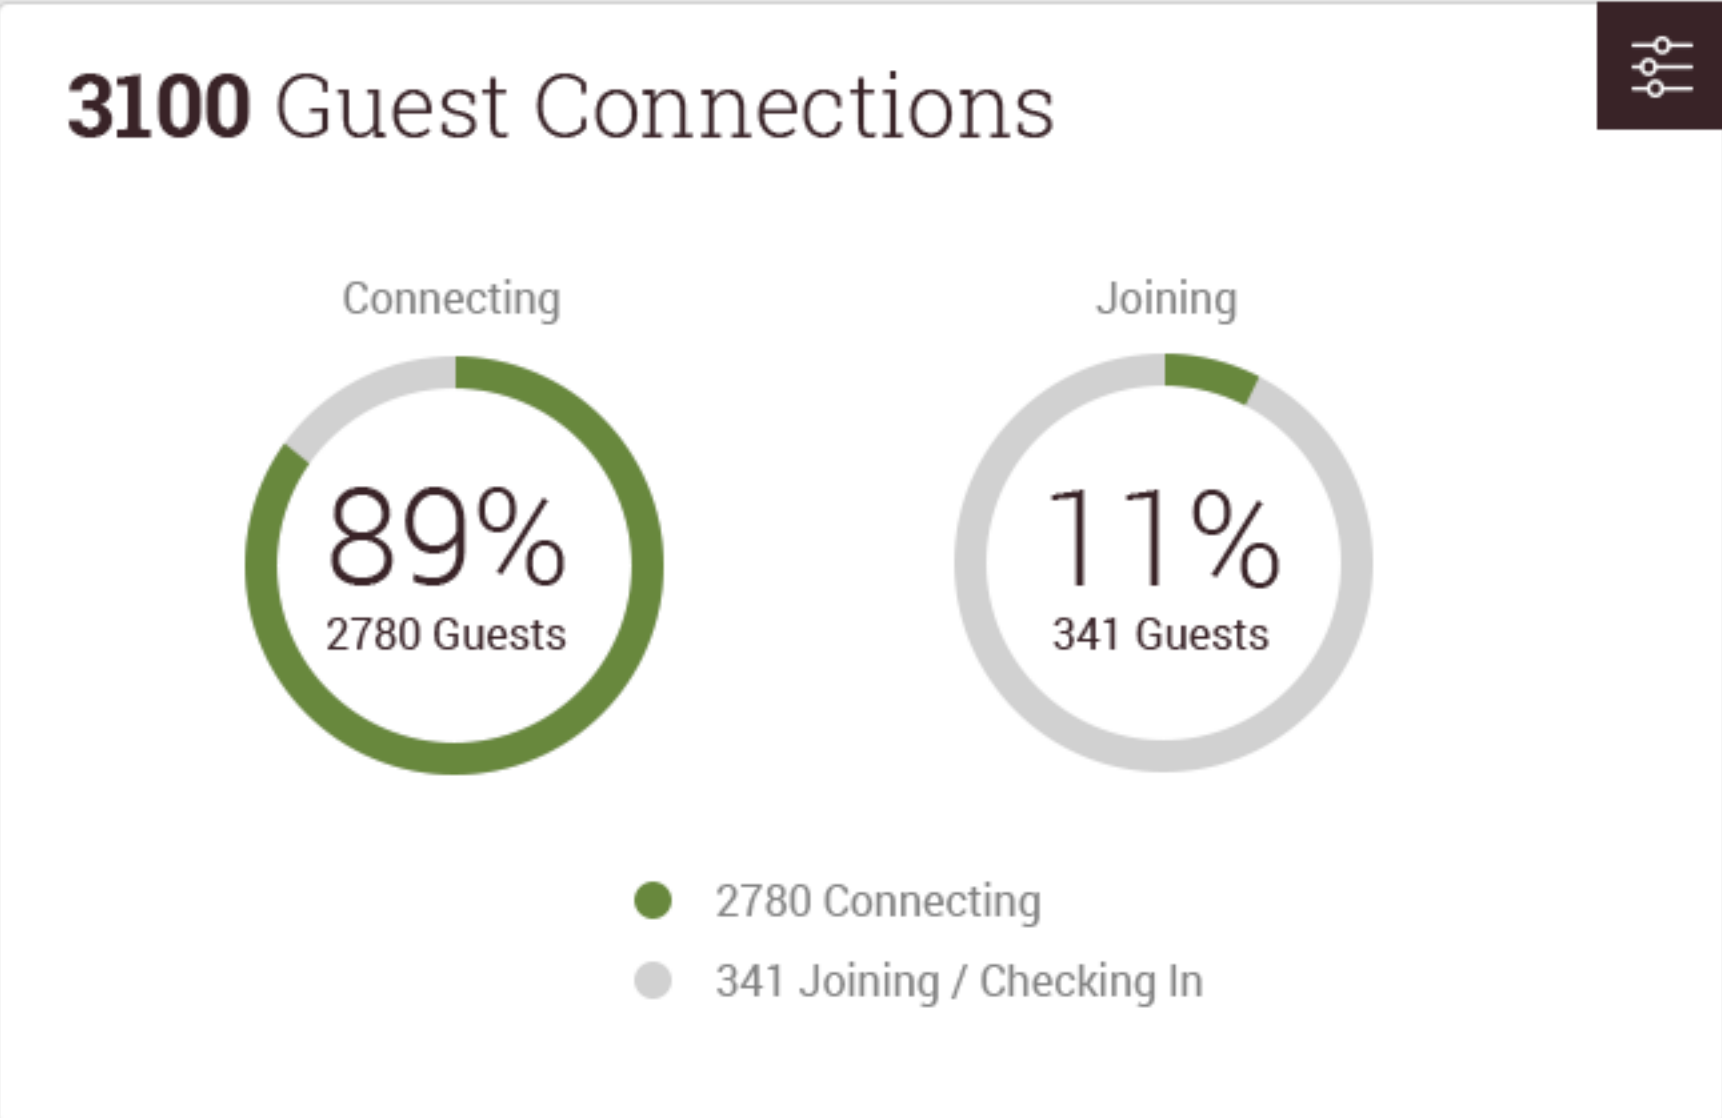 3100 Guest Connections
Connecting
Joining
89%
2780 Guests
11%
341 Guests
2780 Connecting
341 Joining / Checking In